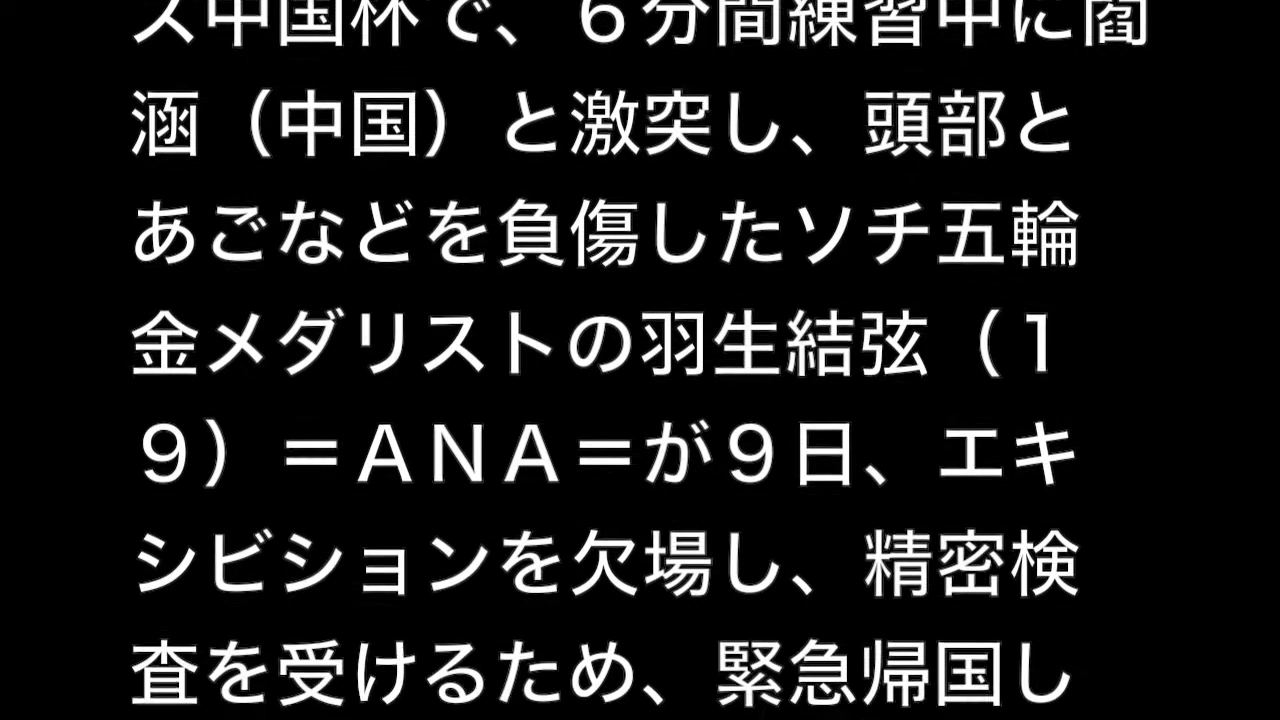 ズ中国杯で、６分間練習中に閻
涵（中国）と激突し、頭部と
あごなどを負傷したソチ五輪
金メダリストの羽生結弦（１
９）＝ＡＮＡ＝が９日、エキ
シビションを欠場し、精密検
査を受けるため、緊急帰国し